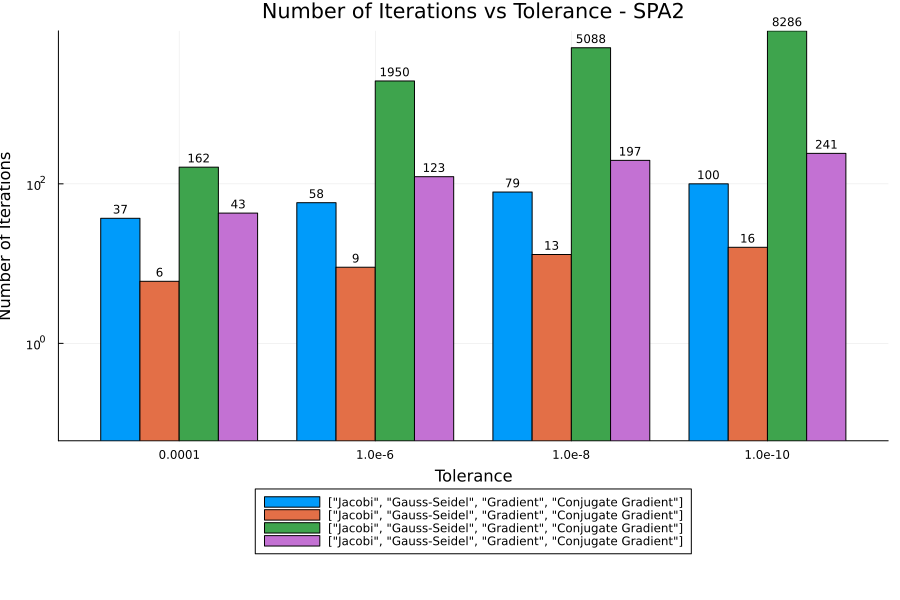 Number of Iterations vs Tolerance - SPA2
Number of Iterations
10²
10⁰
37
6
162
43
58
9
1950
123
79
13
5088
197
100
16
8286
241
0.0001
1.0e-6
1.0e-8
1.0e-10
Tolerance
["Jacobi", "Gauss-Seidel", "Gradient", "Conjugate Gradient"]
["Jacobi", "Gauss-Seidel", "Gradient", "Conjugate Gradient"]
["Jacobi", "Gauss-Seidel", "Gradient", "Conjugate Gradient"]
["Jacobi", "Gauss-Seidel", "Gradient", "Conjugate Gradient"]